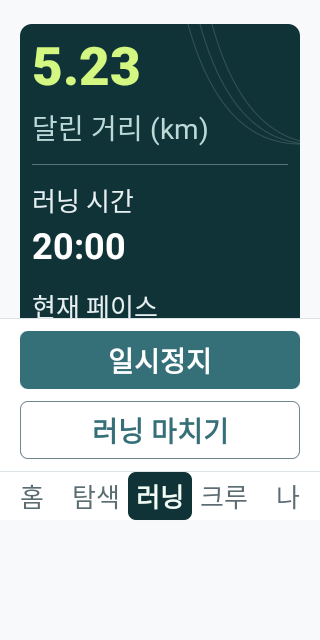 5.23
달린 거리 (km)
러닝 시간
20:00
현재 페이스
일시정지
러닝 마치기
홈 탐색 러닝 크루 나